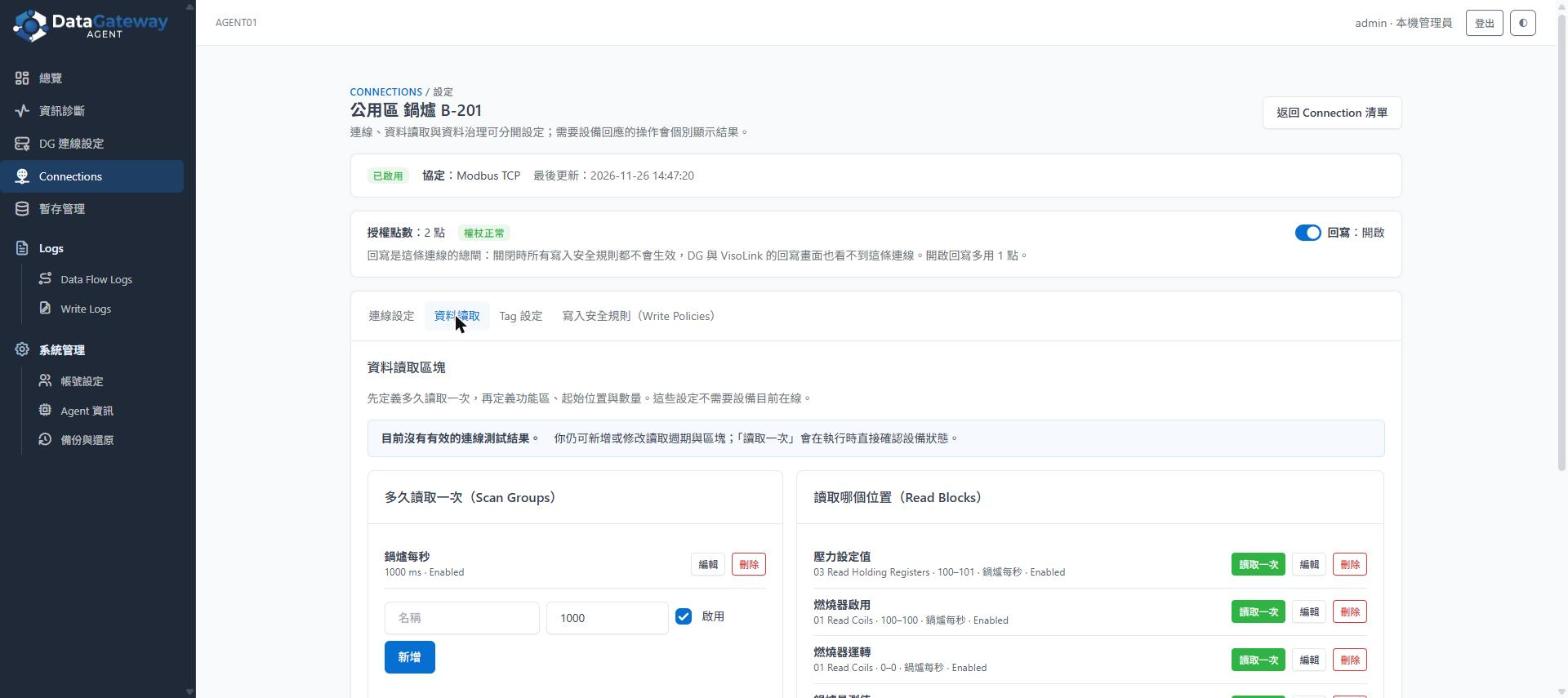 DataGateway
AGENT
AGENT01
admin · 本機管理員
登出
總覽
資訊診斷
DG 連線設定
Connections
暫存管理
Logs
Data Flow Logs
Write Logs
系統管理
帳號設定
Agent 資訊
備份與還原
CONNECTIONS / 設定
公用區 鍋爐 B-201
連線、資料讀取與資料治理可分開設定；需要設備回應的操作會個別顯示結果。
返回 Connection 清單
已啟用 協定：Modbus TCP 最後更新：2026-11-26 14:47:20
授權點數：2 點 權杖正常
回寫：開啟
回寫是這條連線的總閘：關閉時所有寫入安全規則都不會生效，DG 與 VisoLink 的回寫畫面也看不到這條連線。開啟回寫多用 1 點。
連線設定 資料讀取 Tag 設定 寫入安全規則（Write Policies）
資料讀取區塊
先定義多久讀取一次，再定義功能區、起始位置與數量。這些設定不需要設備目前在線。
目前沒有有效的連線測試結果。 你仍可新增或修改讀取週期與區塊；「讀取一次」會在執行時直接確認設備狀態。
多久讀取一次（Scan Groups）
鍋爐每秒
1000 ms · Enabled
編輯 刪除
名稱 1000 啟用
新增
讀取哪個位置（Read Blocks）
壓力設定值
03 Read Holding Registers · 100–101 · 鍋爐每秒 · Enabled
讀取一次 編輯 刪除
燃燒器啟用
01 Read Coils · 100–100 · 鍋爐每秒 · Enabled
讀取一次 編輯 刪除
燃燒器運轉
01 Read Coils · 0–0 · 鍋爐每秒 · Enabled
讀取一次 編輯 刪除